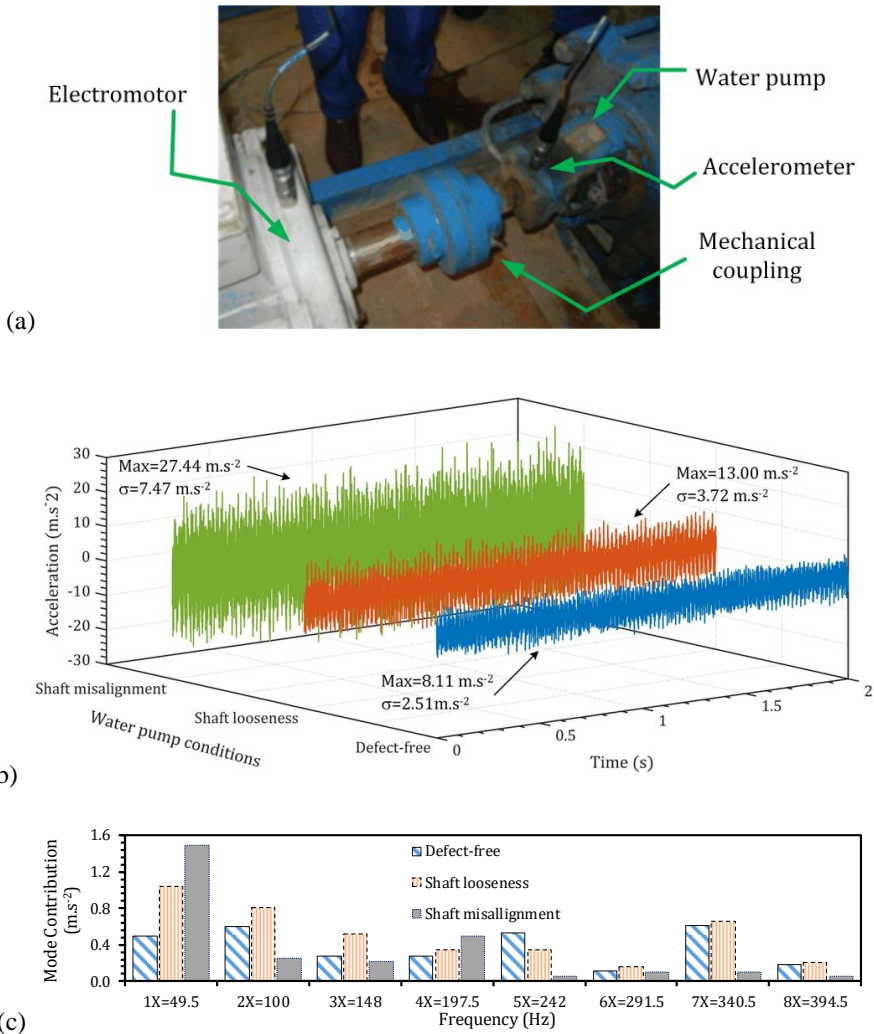 Electromotor
Water pump
Accelerometer
Mechanical
coupling
(a)
Max=27.44 m.s-2
σ=7.47 m.s-2
Max=13.00 m.s-2
σ=3.72 m.s-2
Max=8.11 m.s-2
σ=2.51m.s-2
Acceleration (m.s-2)
30
20
10
0
-10
-20
-30
Shaft misalignment
Shaft looseness
Defect-free
Water pump conditions
0
0.5
1
1.5
2
Time (s)
b)
Mode Contribution
(m.s-2)
1.6
1.2
0.8
0.4
0.0
Defect-free
Shaft looseness
Shaft misallignment
1X=49.5 2X=100 3X=148 4X=197.5 5X=242 6X=291.5 7X=340.5 8X=394.5
Frequency (Hz)
(c)